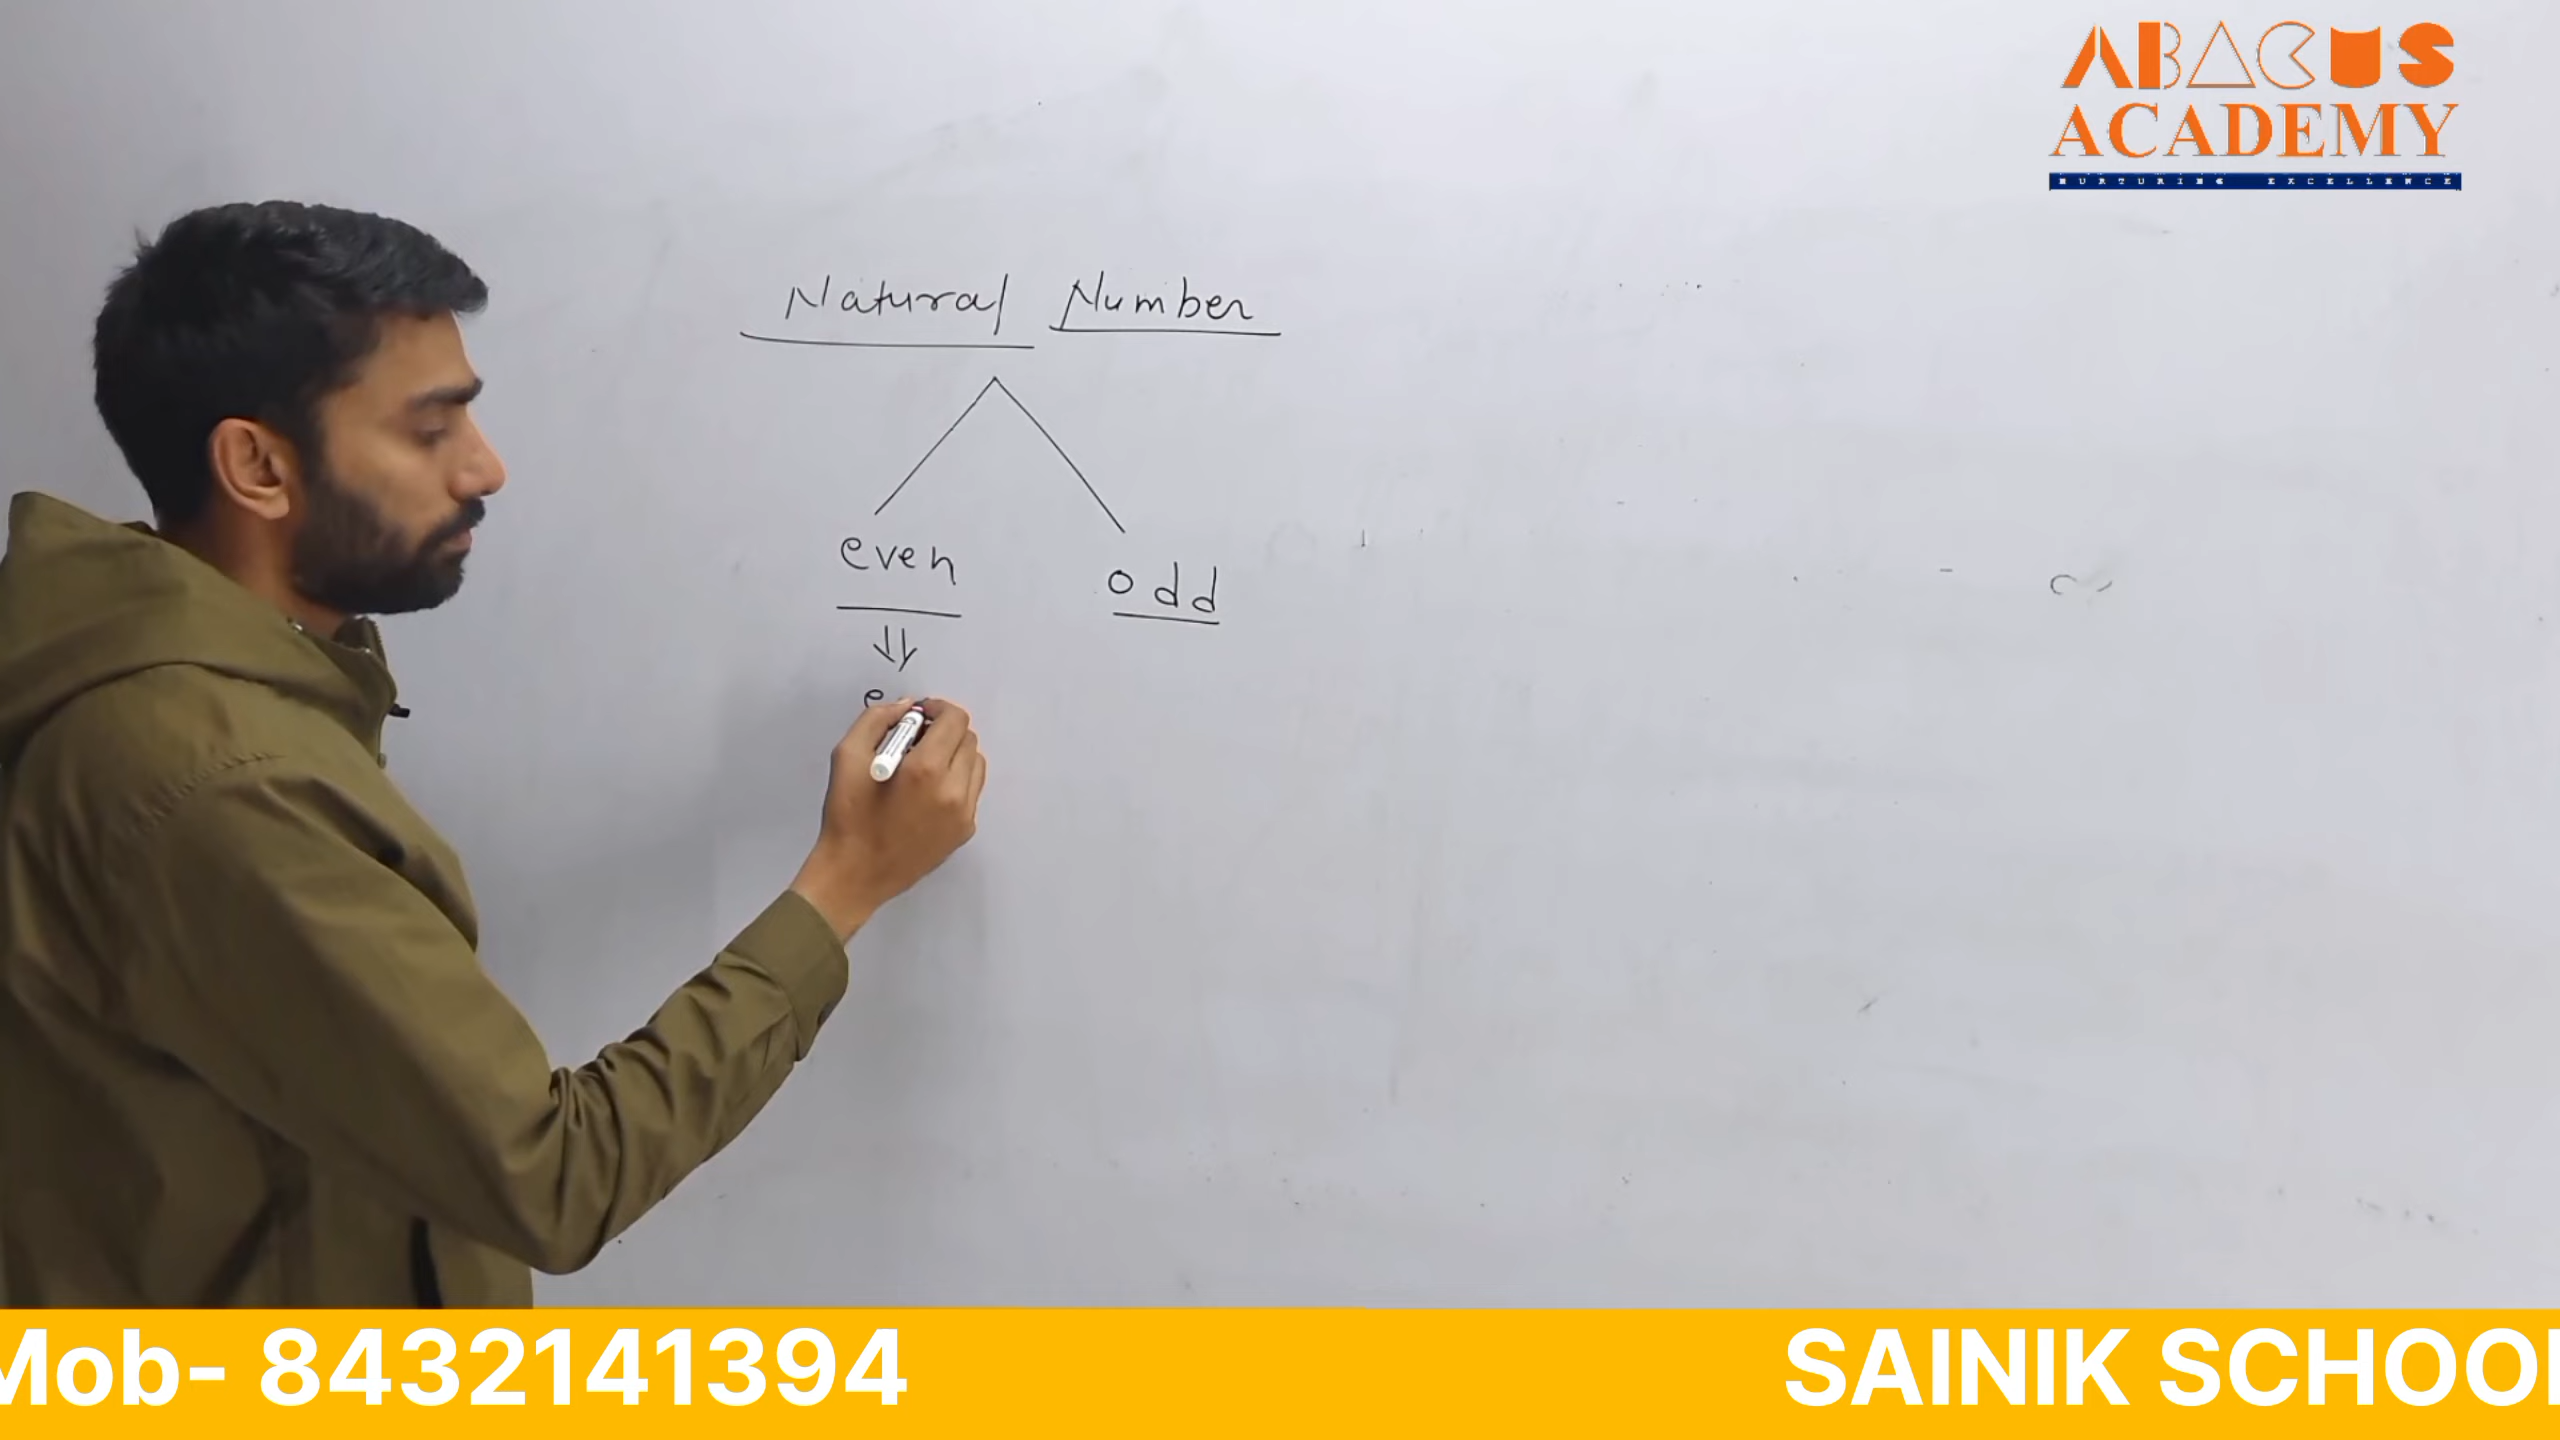 ABACUS
ACADEMY
NURTURING EXCELLENCE
Natural Number
even odd
e
Mob- 8432141394 SAINIK SCHOOL